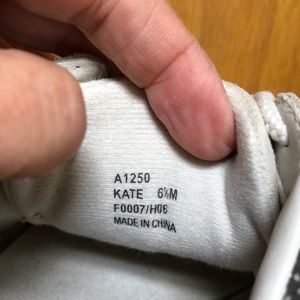 A1250
KATE 6½M
F0007/H06
MADE IN CHINA